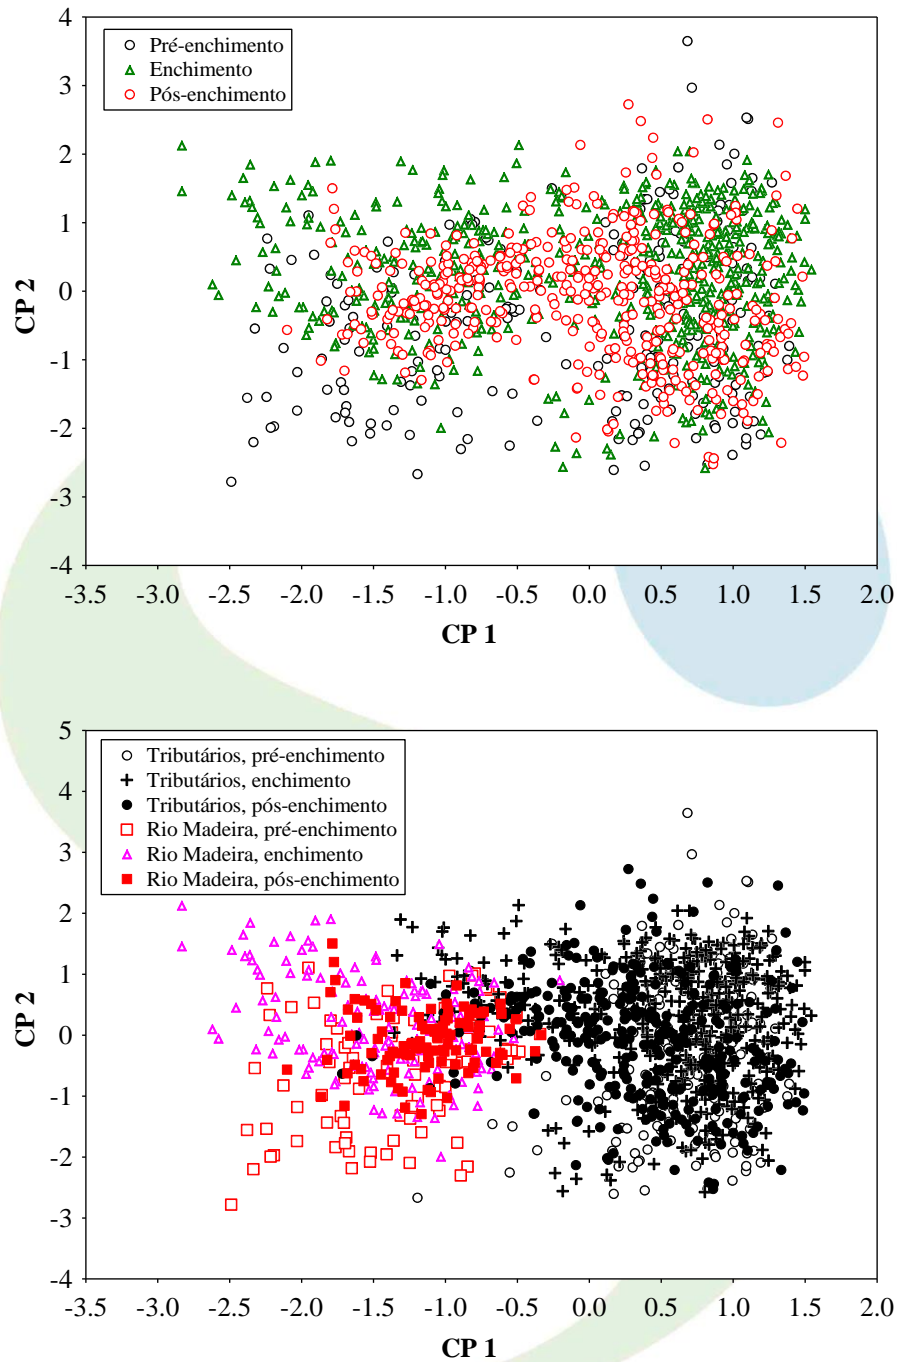 4
Pré-enchimento
Enchimento
Pós-enchimento
3
2
1
0
-1
-2
-3
-4
CP 2
-3.5 -3.0 -2.5 -2.0 -1.5 -1.0 -0.5 0.0 0.5 1.0 1.5 2.0
CP 1
5
Tributários, pré-enchimento
Tributários, enchimento
Tributários, pós-enchimento
Rio Madeira, pré-enchimento
Rio Madeira, enchimento
Rio Madeira, pós-enchimento
4
3
2
1
0
-1
-2
-3
-4
CP 2
-3.5 -3.0 -2.5 -2.0 -1.5 -1.0 -0.5 0.0 0.5 1.0 1.5 2.0
CP 1